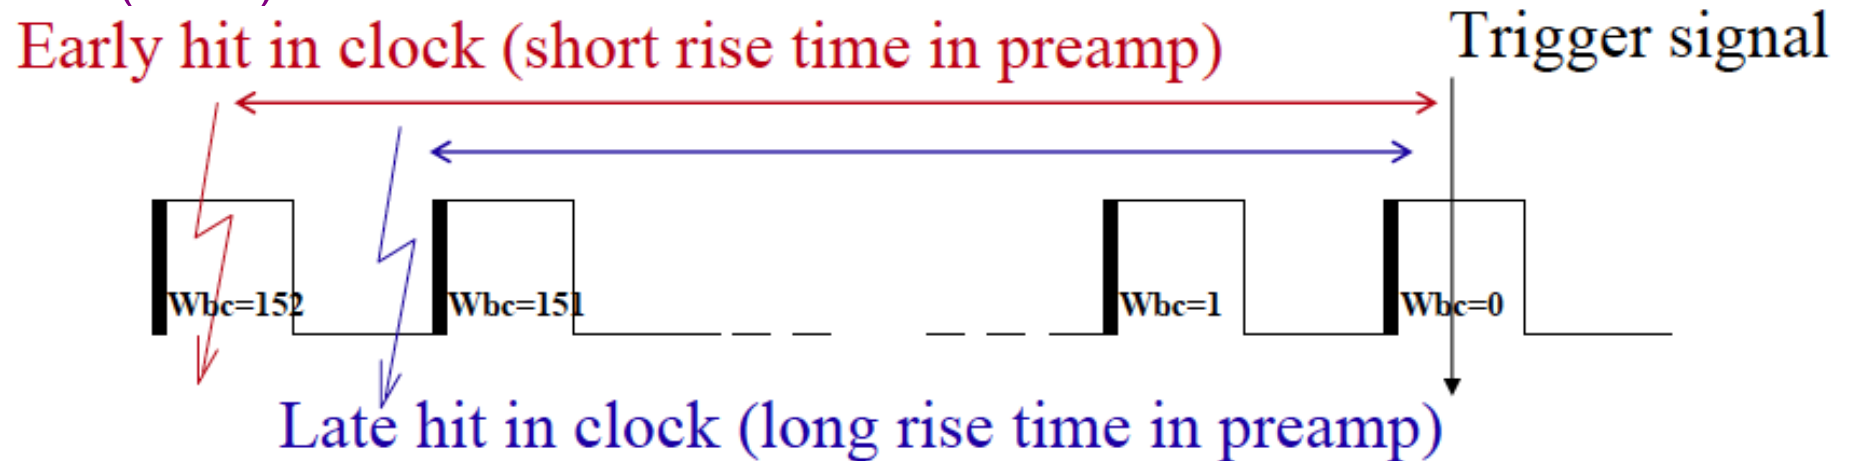 Early hit in clock (short rise time in preamp)
Trigger signal
Wbc=152
Wbc=151
Wbc=1
Wbc=0
Late hit in clock (long rise time in preamp)